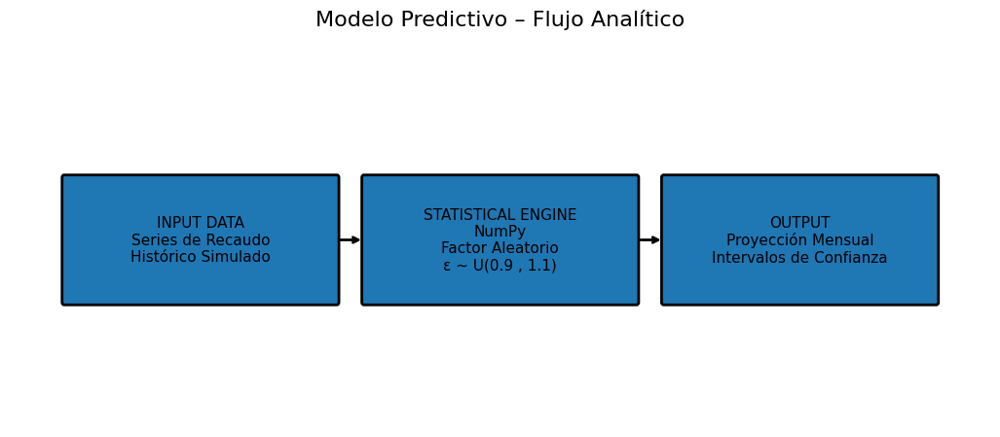 Modelo Predictivo – Flujo Analítico
INPUT DATA
Series de Recaudo
Histórico Simulado
STATISTICAL ENGINE
NumPy
Factor Aleatorio
ε ~ U(0.9 , 1.1)
OUTPUT
Proyección Mensual
Intervalos de Confianza